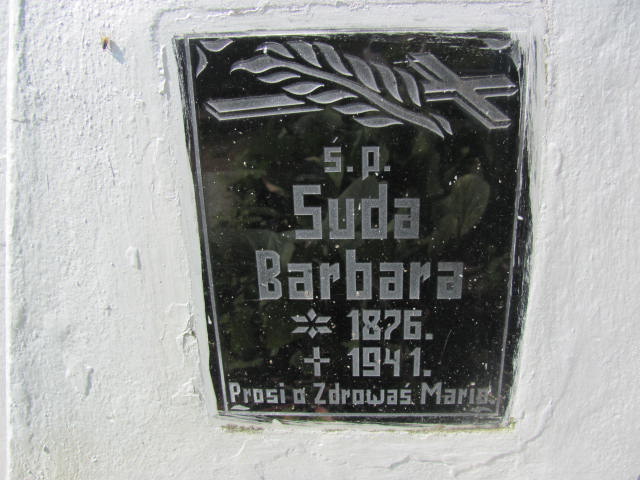 s.p.
Suda
Barbara
* 1876.
+ 1941.
Prosi o Zdrowaś Maria